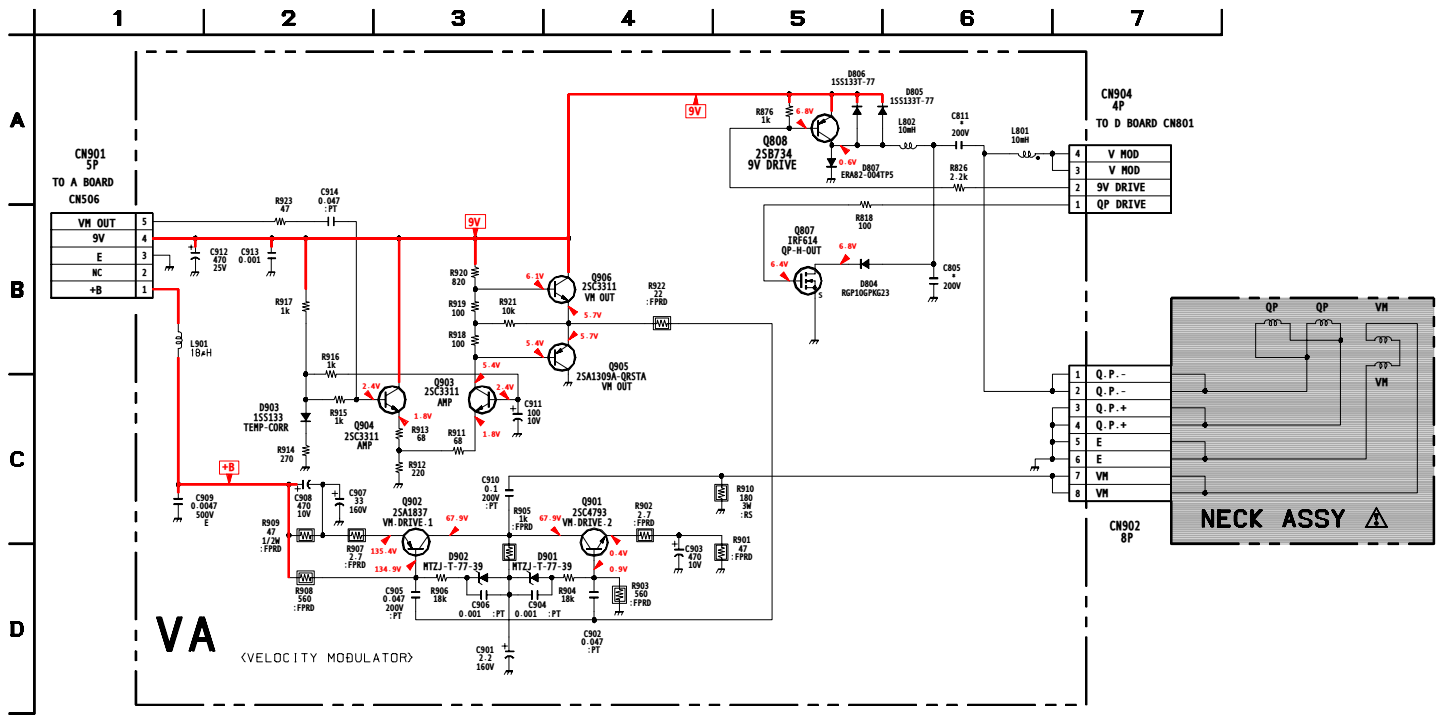 1 2 3 4 5 6 7
A
B
C
D
CN901
5P
TO A BOARD
CN506
VM OUT 5
9V 4
E 3
NC 2
+B 1
L901
18µH
C909
0.0047
500V
E
+B
C912
470
25V
C913
0.001
R923
47
C914
0.047
:PT
R917
1k
R916
1k
D903
1SS133
TEMP-CORR
R915
1k
R914
270
2.4V
Q904
2SC3311
AMP
1.8V
R913
68
R912
220
R911
68
Q903
2SC3311
AMP
5.4V
2.4V
1.8V
C911
100
10V
9V
R920
820
R919
100
R918
100
R921
10k
6.1V
Q906
2SC3311
VM OUT
5.7V
5.7V
5.4V
Q905
2SA1309A-QRSTA
VM OUT
R922
22
:FPRD
9V
R876
1k
6.8V
Q808
2SB734
9V DRIVE
D806
1SS133T-77
D805
1SS133T-77
0.6V
D807
ERA82-004TP5
L802
10mH
C811
*
200V
L801
10mH
R826
2.2k
R818
100
Q807
IRF614
QP-H-OUT
6.4V
6.8V
S
D804
RGP10GPKG23
C805
*
200V
CN904
4P
TO D BOARD CN801
4 V MOD
3 V MOD
2 9V DRIVE
1 QP DRIVE
QP QP VM
VM
1 Q.P.-
2 Q.P.-
3 Q.P.+
4 Q.P.+
5 E
6 E
7 VM
8 VM
CN902
8P
NECK ASSY
C908
470
10V
C907
33
160V
R909
47
1/2W
:FPRD
R907
2.7
:FPRD
R908
560
:FPRD
Q902
2SA1837
VM.DRIVE.1
135.4V
134.9V
67.9V
C905
0.047
200V
:PT
R906
18k
D902
MTZJ-T-77-39
C906
0.001 :PT
C910
0.1
200V
:PT
R905
1k
:FPRD
D901
MTZJ-T-77-39
C904
0.001 :PT
R904
18k
67.9V
Q901
2SC4793
VM.DRIVE.2
0.4V
0.9V
R902
2.7
:FPRD
C903
470
10V
R901
47
:FPRD
R903
560
:FPRD
R910
180
3W
:RS
C902
0.047
:PT
C901
2.2
160V
VA
<VELOCITY MODULATOR>